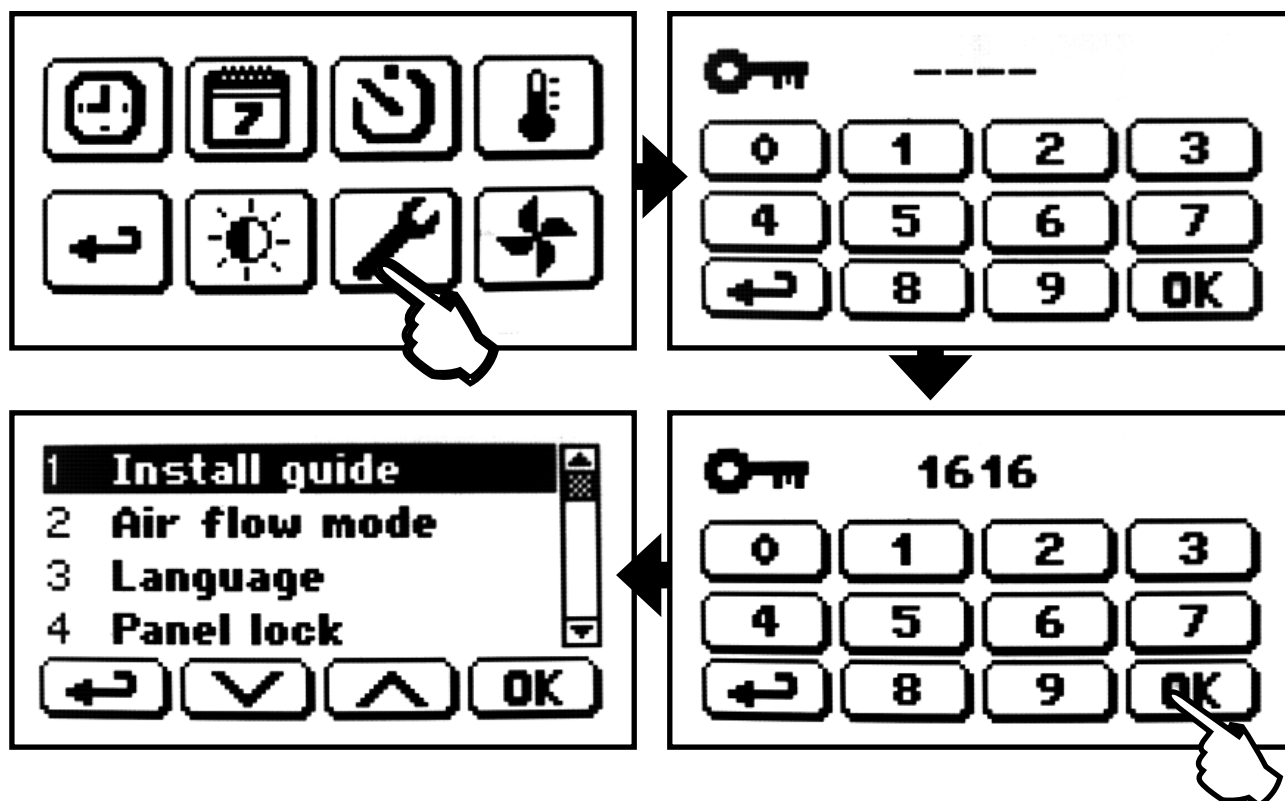 7
----
0 1 2 3
4 5 6 7
8 9 OK
1616
0 1 2 3
4 5 6 7
8 9 OK
1 Install guide
2 Air flow mode
3 Language
4 Panel lock
OK